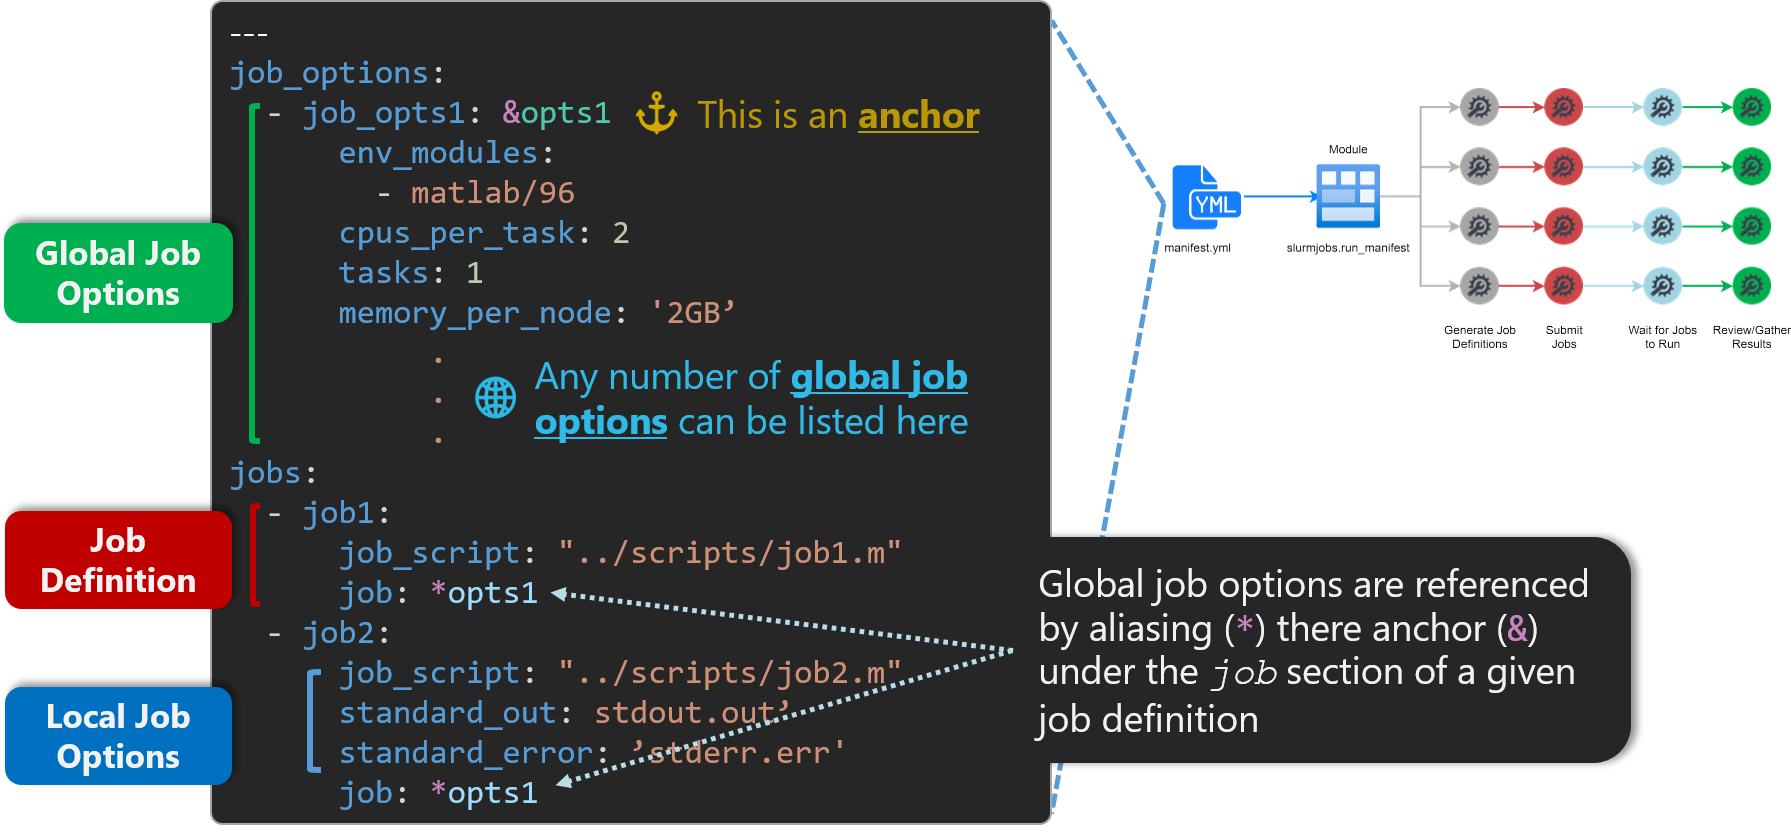 ---
job_options:
- job_opts1: &opts1
This is an anchor
env_modules:
- matlab/96
cpus_per_task: 2
tasks: 1
memory_per_node: '2GB’
.
.
.
Any number of global job
options can be listed here
jobs:
- job1:
job_script: "../scripts/job1.m"
job: *opts1
- job2:
job_script: "../scripts/job2.m"
standard_out: stdout.out’
standard_error: ’stderr.err'
job: *opts1
Global Job
Options
Job
Definition
Local Job
Options
YML
manifest.yml
Module
slurmjobs.run_manifest
Generate Job
Definitions
Submit
Jobs
Wait for Jobs
to Run
Review/Gather
Results
Global job options are referenced
by aliasing (*) there anchor (&)
under the job section of a given
job definition